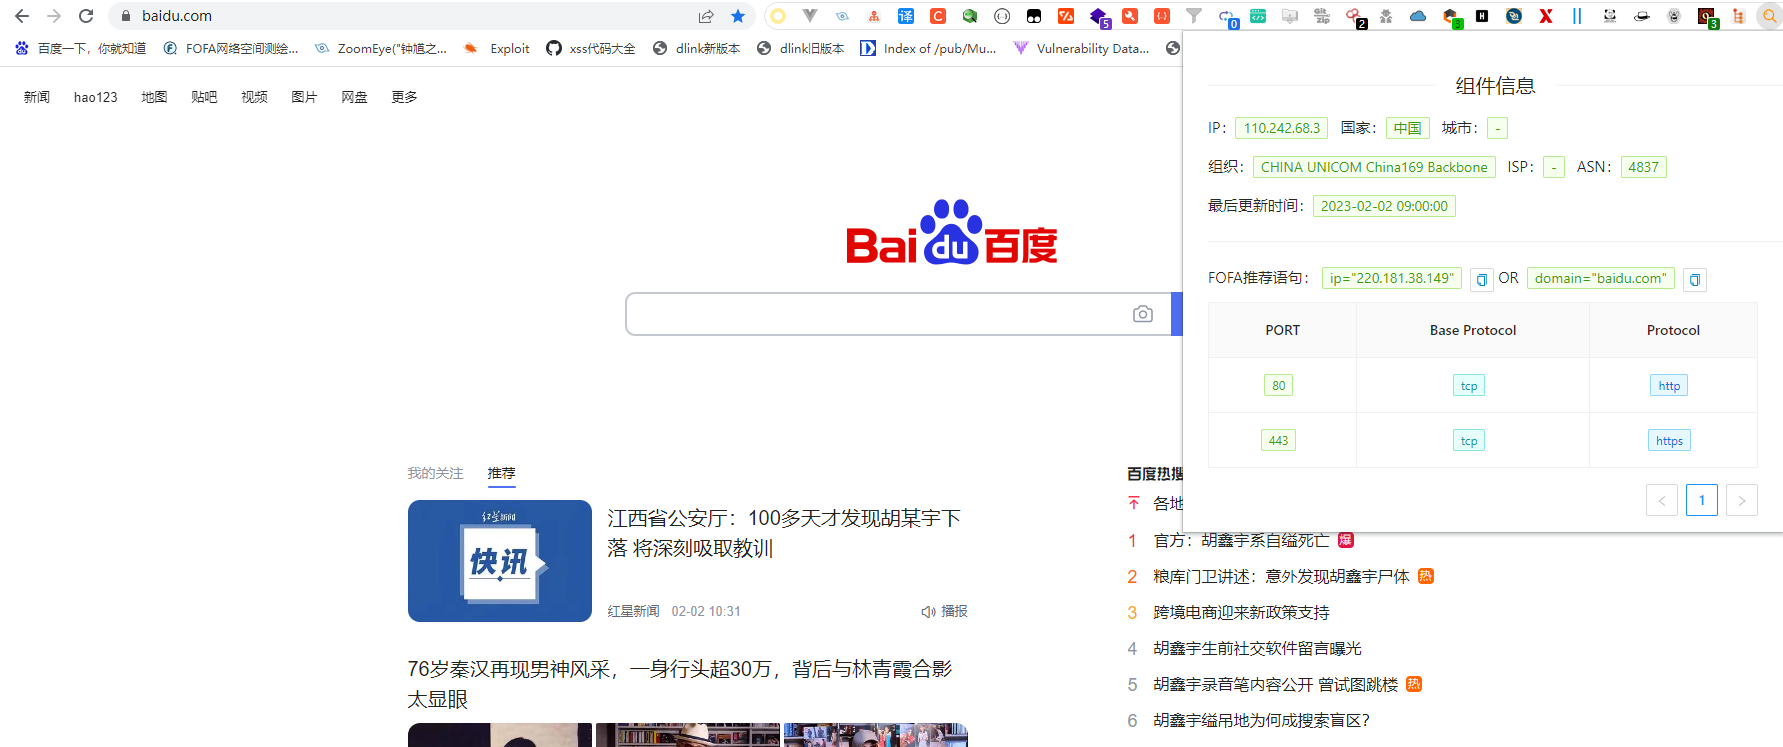 baidu.com
译
5
0
2
3
3
百度一下，你就知道
FOFA网络空间测绘...
ZoomEye("钟馗之...
Exploit
xss代码大全
dlink新版本
dlink旧版本
Index of /pub/Mu...
Vulnerability Data...
新闻
hao123
地图
贴吧
视频
图片
网盘
更多
Bai du 百度
组件信息
IP： 110.242.68.3 国家： 中国 城市： -
组织： CHINA UNICOM China169 Backbone ISP： - ASN： 4837
最后更新时间： 2023-02-02 09:00:00
FOFA推荐语句： ip="220.181.38.149" OR domain="baidu.com"
PORT Base Protocol Protocol
80 tcp http
443 tcp https
< 1 >
我的关注 推荐
红星新闻
快讯
江西省公安厅：100多天才发现胡某宇下
落 将深刻吸取教训
红星新闻 02-02 10:31 播报
76岁秦汉再现男神风采，一身行头超30万，背后与林青霞合影
太显眼
百度热搜
各地
1 官方：胡鑫宇系自缢死亡 爆
2 粮库门卫讲述：意外发现胡鑫宇尸体 热
3 跨境电商迎来新政策支持
4 胡鑫宇生前社交软件留言曝光
5 胡鑫宇录音笔内容公开 曾试图跳楼 热
6 胡鑫宇缢吊地为何成搜索盲区?